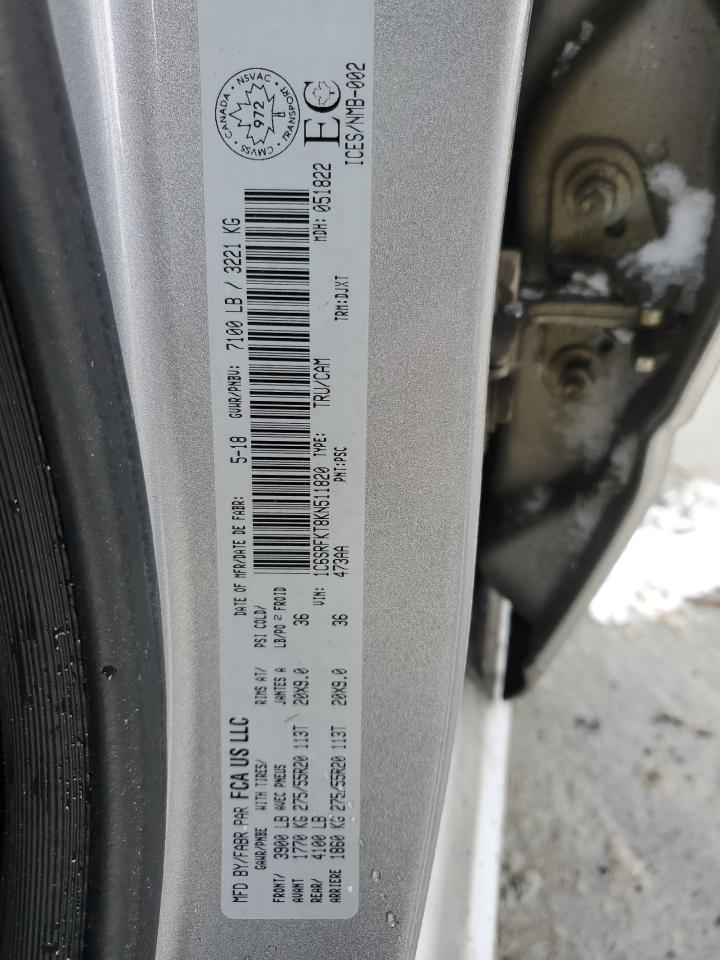 MFD BY/FABR.PAR FCA US LLC
DATE OF MFR/DATE DE FABR: 5-18
GVWR/PNBV: 7100 LB / 3221 KG
GAWR/PNBE WITH TIRES/ RIMS AT/ PSI COLD/
FRONT/ 3900 LB AVEC PNEUS JANTES A LB/PO 2 FROID
AVANT 1770 KG 275/55R20 113T 20X9.0 36
REAR/ 4100 LB
ARRIERE 1860 KG 275/55R20 113T 20X9.0 36
VIN: 1C6SRFKT8KN511820 TYPE: TRU/CAM MDH: 051822
473AA PNT:PSC TRM:DJXT
CANADA • NSVAC • TRANSPORT • CMVSS •
972
EC
ICES/NMB-002